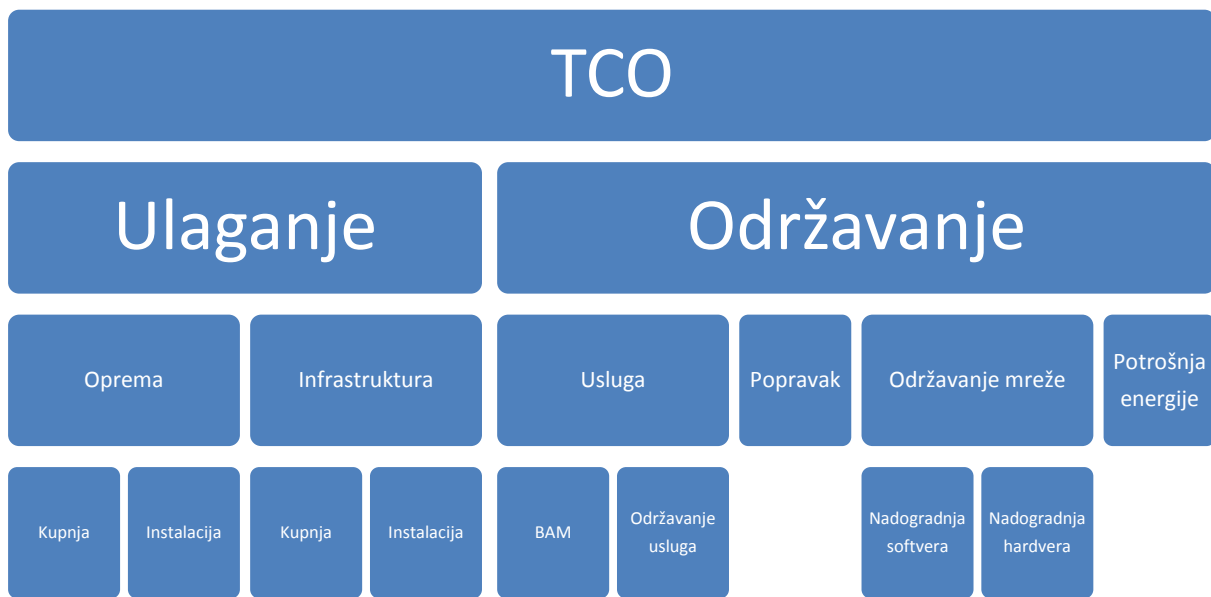 TCO
Ulaganje
Održavanje
Oprema
Infrastruktura
Usluga
Popravak
Održavanje mreže
Potrošnja
energije
Kupnja
Instalacija
Kupnja
Instalacija
BAM
Održavanje
usluga
Nadogradnja
softvera
Nadogradnja
hardvera